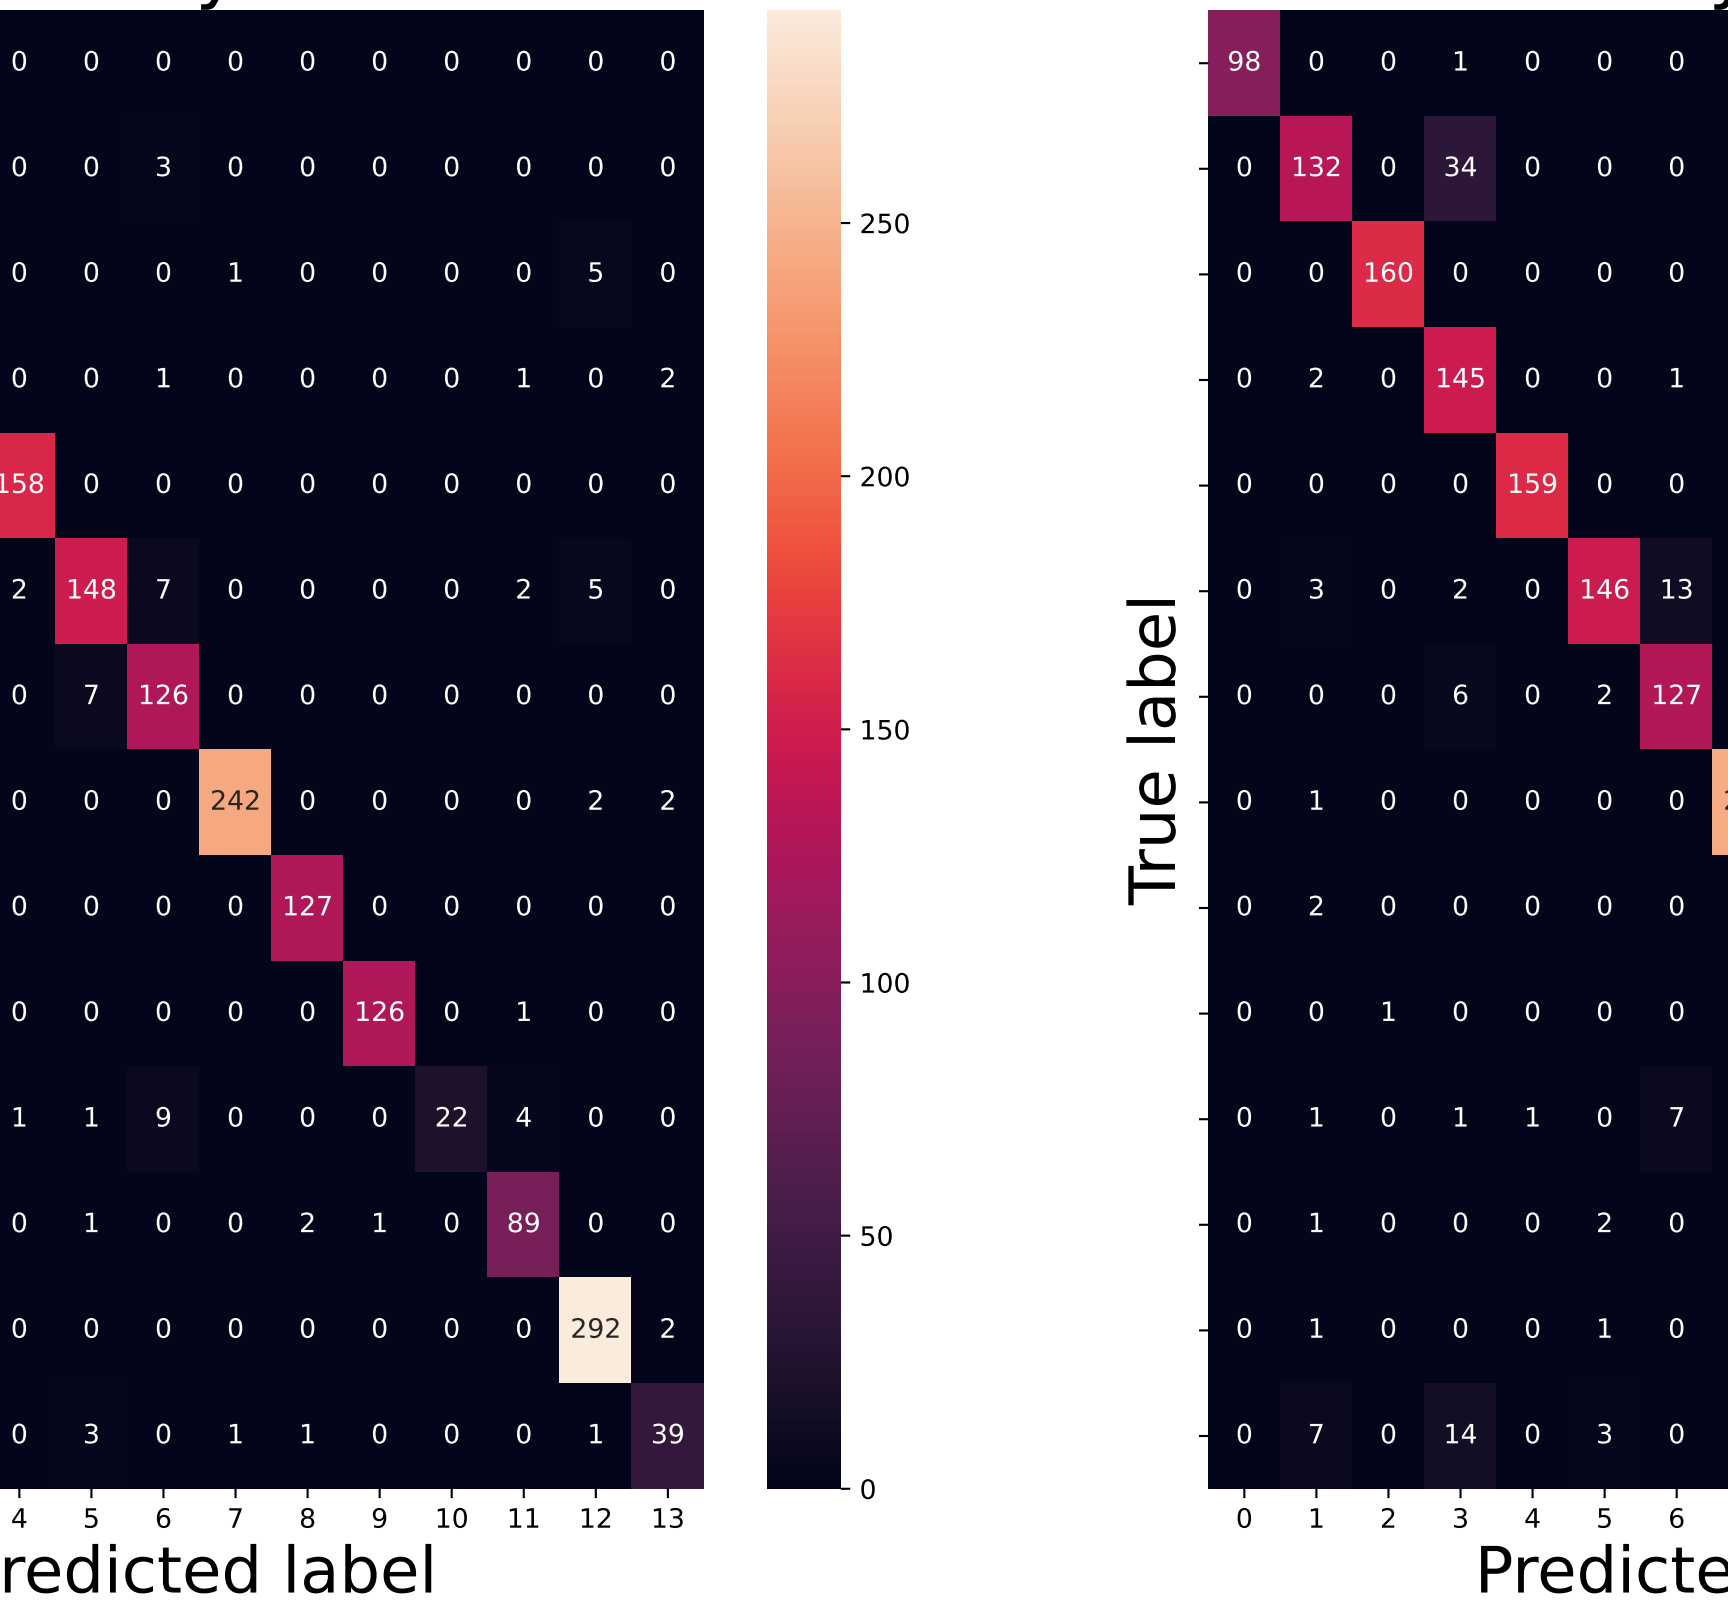 0 0 0 0 0 0 0 0 0 0
0 0 3 0 0 0 0 0 0 0
0 0 0 1 0 0 0 0 5 0
0 0 1 0 0 0 0 1 0 2
158 0 0 0 0 0 0 0 0 0
2 148 7 0 0 0 0 2 5 0
0 7 126 0 0 0 0 0 0 0
0 0 0 242 0 0 0 0 2 2
0 0 0 0 127 0 0 0 0 0
0 0 0 0 0 126 0 1 0 0
1 1 9 0 0 0 22 4 0 0
0 1 0 0 2 1 0 89 0 0
0 0 0 0 0 0 0 0 292 2
0 3 0 1 1 0 0 0 1 39
4 5 6 7 8 9 10 11 12 13
redicted label
250
200
150
100
50
0
True label
98 0 0 1 0 0 0
0 132 0 34 0 0 0
0 0 160 0 0 0 0
0 2 0 145 0 0 1
0 0 0 0 159 0 0
0 3 0 2 0 146 13
0 0 0 6 0 2 127
0 1 0 0 0 0 0
0 2 0 0 0 0 0
0 0 1 0 0 0 0
0 1 0 1 1 0 7
0 1 0 0 0 2 0
0 1 0 0 0 1 0
0 7 0 14 0 3 0
0 1 2 3 4 5 6
Predicte